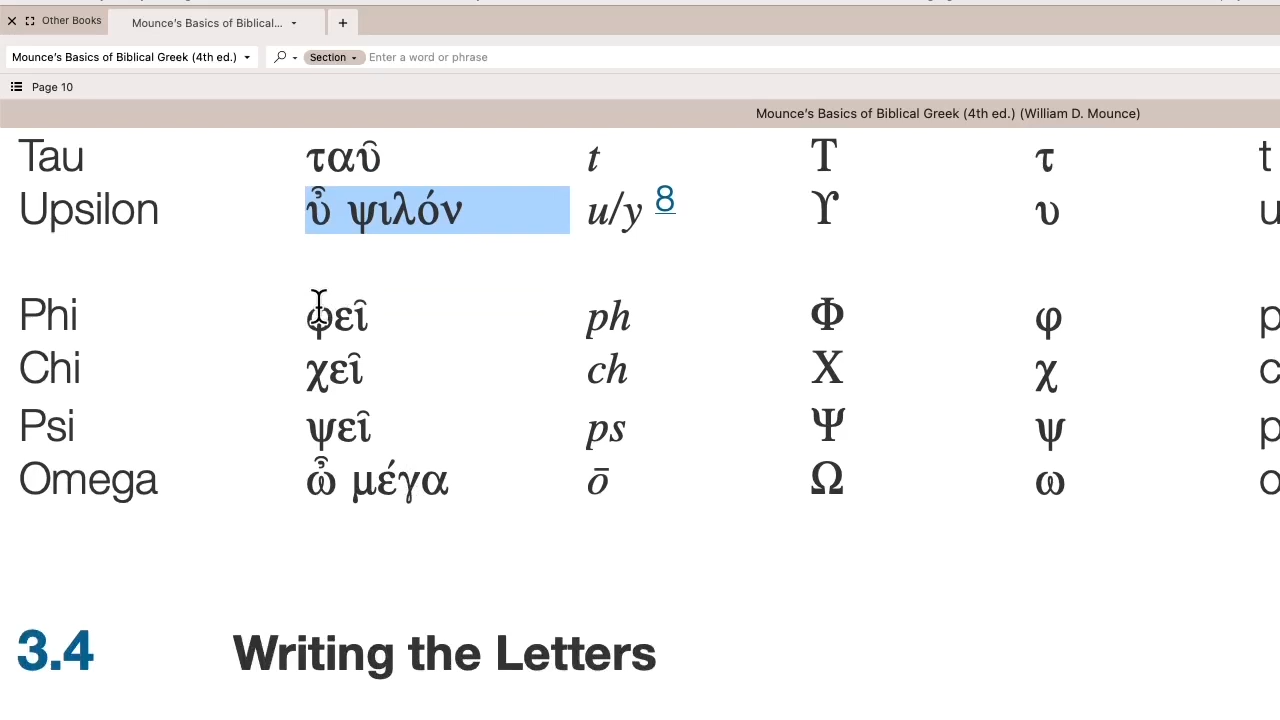 Other Books Mounce's Basics of Biblical... +
Mounce's Basics of Biblical Greek (4th ed.) Section Enter a word or phrase
Page 10
Mounce's Basics of Biblical Greek (4th ed.) (William D. Mounce)
Tau ταῦ t Τ τ t
Upsilon ὖ ψιλόν u/y 8 ϒ υ u
Phi φεῖ ph Φ φ p
Chi χεῖ ch Χ χ c
Psi ψεῖ ps Ψ ψ p
Omega ὦ μέγα ō Ω ω o
3.4 Writing the Letters